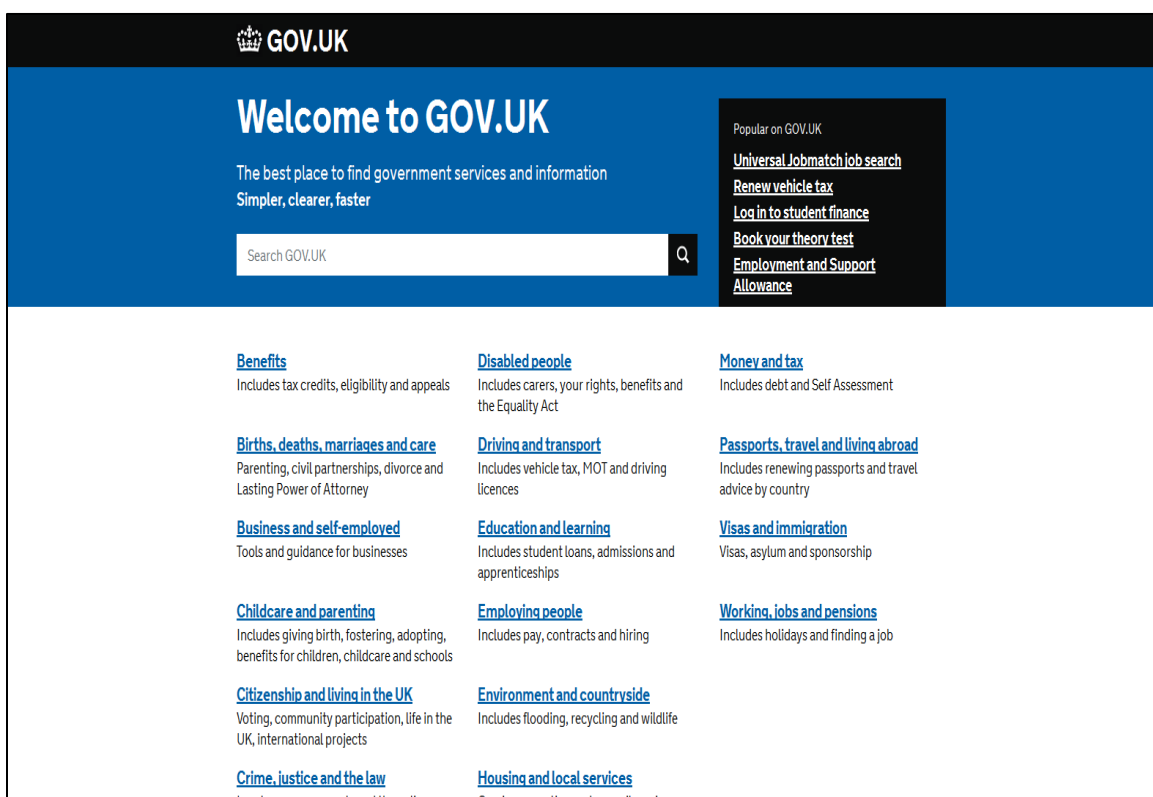 GOV.UK
Welcome to GOV.UK
The best place to find government services and information
Simpler, clearer, faster
Search GOV.UK
Popular on GOV.UK
Universal Jobmatch job search
Renew vehicle tax
Log in to student finance
Book your theory test
Employment and Support
Allowance
Benefits
Includes tax credits, eligibility and appeals
Births, deaths, marriages and care
Parenting, civil partnerships, divorce and
Lasting Power of Attorney
Business and self-employed
Tools and guidance for businesses
Childcare and parenting
Includes giving birth, fostering, adopting,
benefits for children, childcare and schools
Citizenship and living in the UK
Voting, community participation, life in the
UK, international projects
Crime, justice and the law
Disabled people
Includes carers, your rights, benefits and
the Equality Act
Driving and transport
Includes vehicle tax, MOT and driving
licences
Education and learning
Includes student loans, admissions and
apprenticeships
Employing people
Includes pay, contracts and hiring
Environment and countryside
Includes flooding, recycling and wildlife
Housing and local services
Money and tax
Includes debt and Self Assessment
Passports, travel and living abroad
Includes renewing passports and travel
advice by country
Visas and immigration
Visas, asylum and sponsorship
Working, jobs and pensions
Includes holidays and finding a job